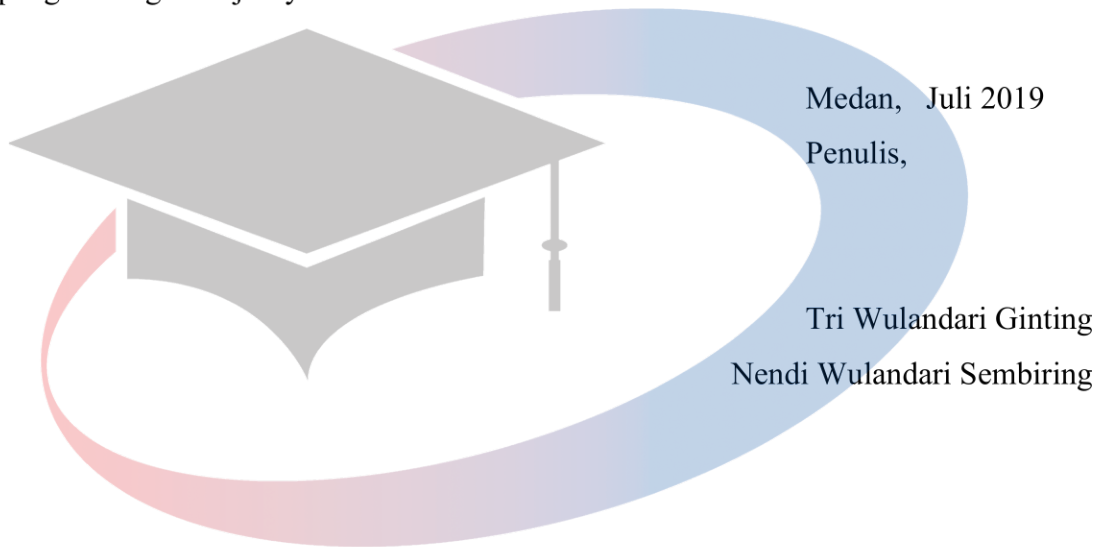 Medan, Juli 2019
Penulis,
Tri Wulandari Ginting
Nendi Wulandari Sembiring